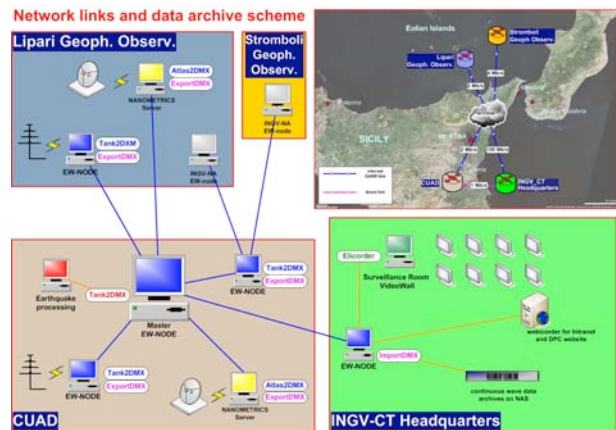 Network links and data archive scheme
Lipari Geoph. Observ.
Stromboli
Geoph.
Observ.
Atlas2DMX
ExportDMX
NANOMETRICS
Server
INGV-NA
EW-node
Tank2DXM
ExportDMX
EW-NODE
INGV-NA
EW-node
Eolian Islands
Stromboli
Geoph Observ.
Lipari
Geoph. Observ.
Palermo
SICILY
Mt. ETNA
CUAD
INGV_CT
Headquarters
Earthquake
processing
Tank2DMX
Master
EW-NODE
Tank2DMX
ExportDMX
EW-NODE
Tank2DMX
ExportDMX
EW-NODE
Atlas2DMX
ExportDMX
NANOMETRICS
Server
CUAD
Elicorder
Surveillance Room
VideoWall
webicorder for Intranet
and DPC website
EW-NODE
ImportDMX
continuous wave data
archives on NAS
INGV-CT Headquarters